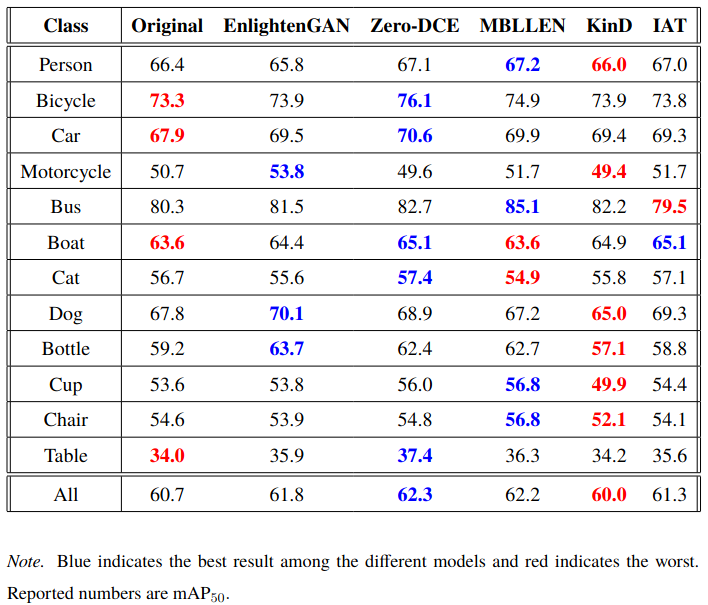 Class Original EnlightenGAN Zero-DCE MBLLEN KinD IAT
Person 66.4 65.8 67.1 67.2 66.0 67.0
Bicycle 73.3 73.9 76.1 74.9 73.9 73.8
Car 67.9 69.5 70.6 69.9 69.4 69.3
Motorcycle 50.7 53.8 49.6 51.7 49.4 51.7
Bus 80.3 81.5 82.7 85.1 82.2 79.5
Boat 63.6 64.4 65.1 63.6 64.9 65.1
Cat 56.7 55.6 57.4 54.9 55.8 57.1
Dog 67.8 70.1 68.9 67.2 65.0 69.3
Bottle 59.2 63.7 62.4 62.7 57.1 58.8
Cup 53.6 53.8 56.0 56.8 49.9 54.4
Chair 54.6 53.9 54.8 56.8 52.1 54.1
Table 34.0 35.9 37.4 36.3 34.2 35.6
All 60.7 61.8 62.3 62.2 60.0 61.3
Note. Blue indicates the best result among the different models and red indicates the worst.
Reported numbers are mAP50.